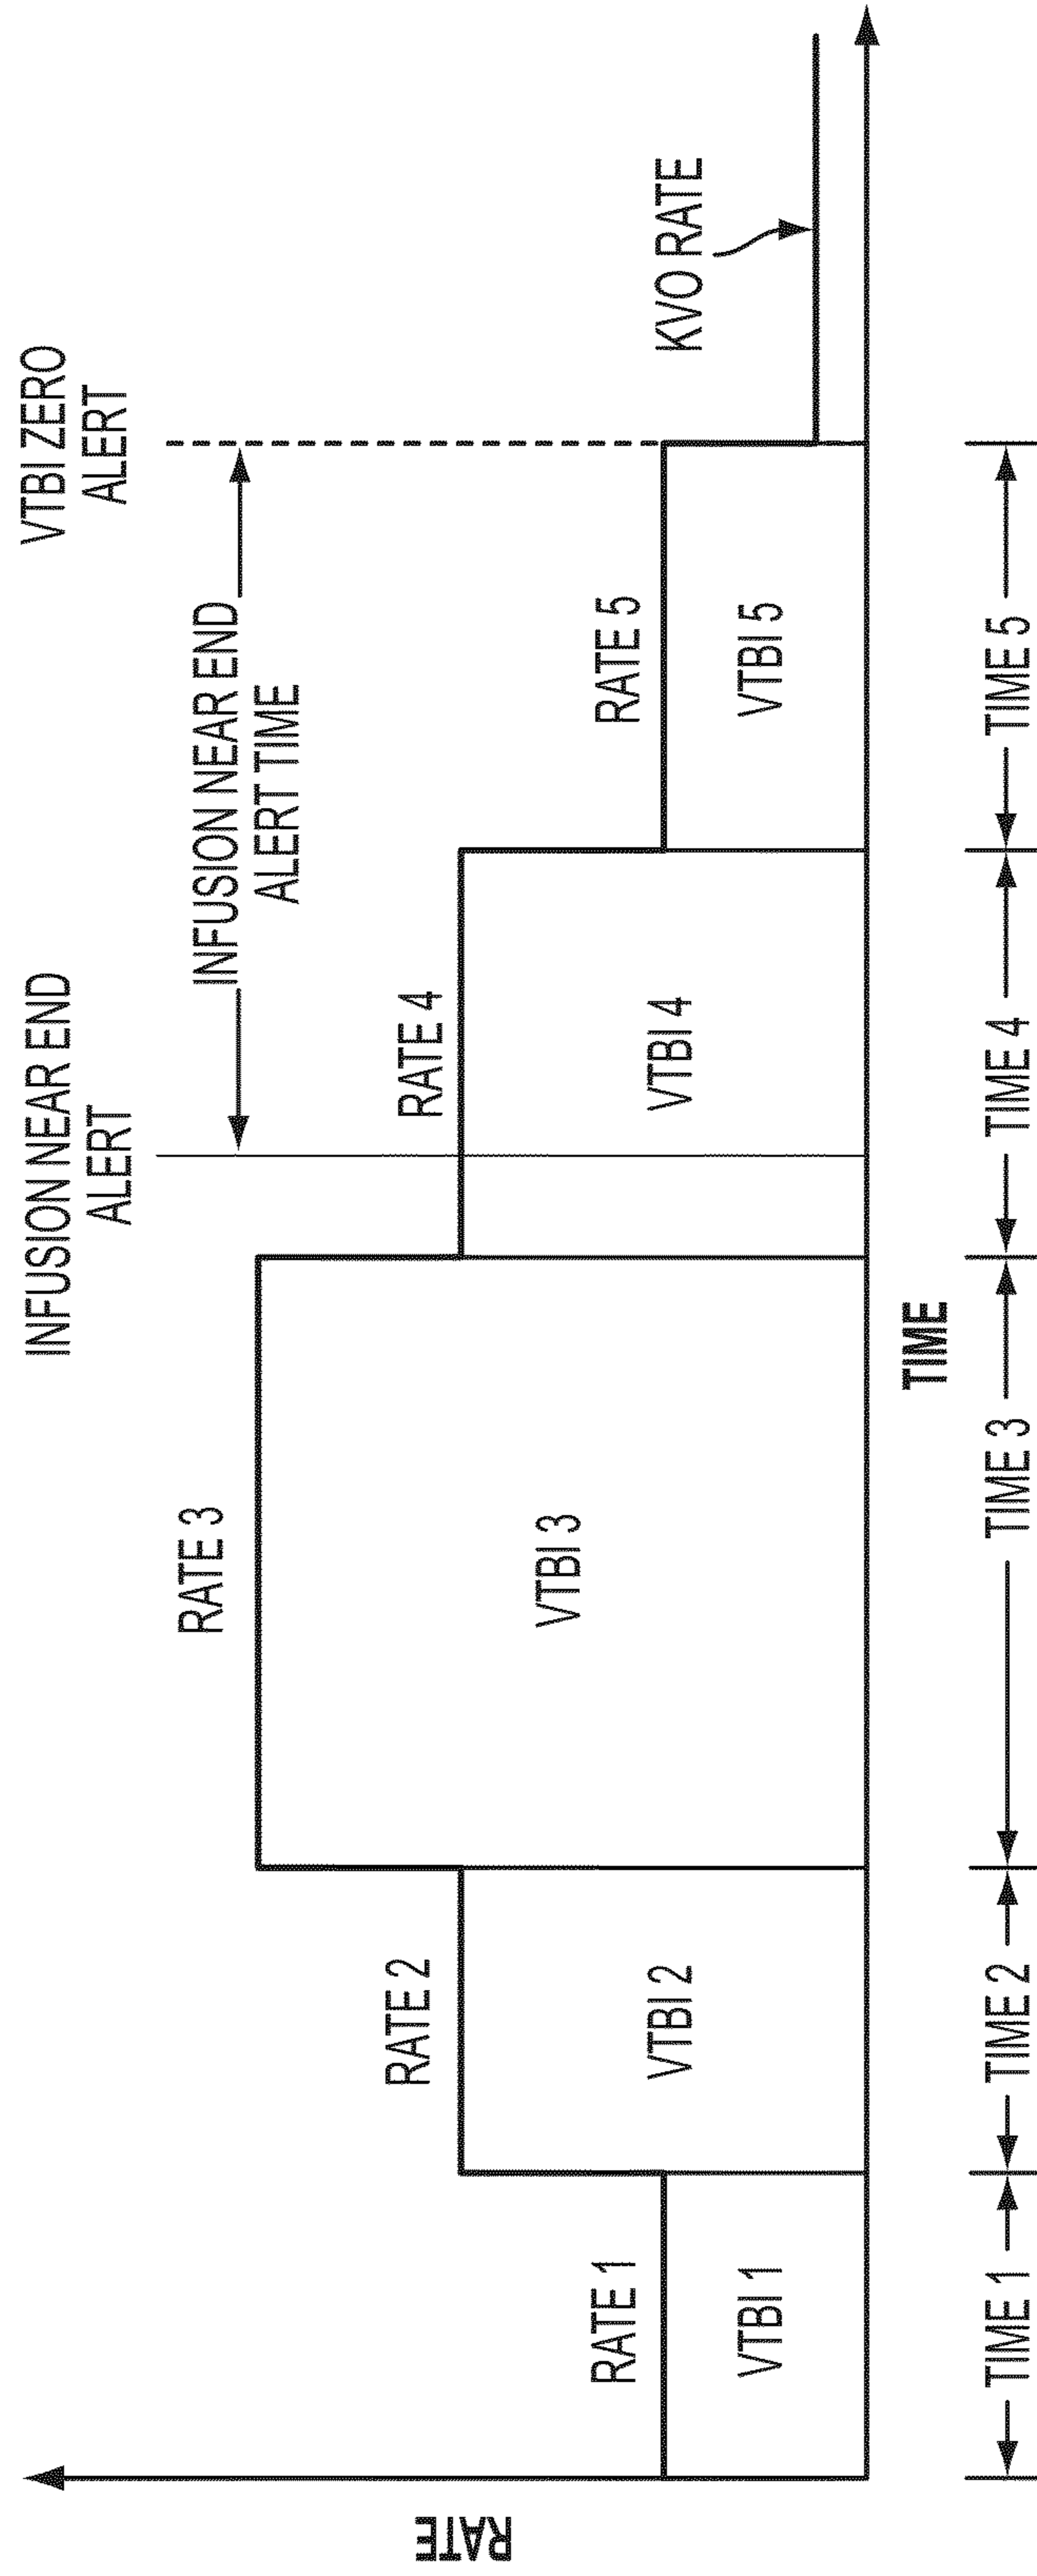 INFUSION NEAR END
ALERT
VTBI ZERO
ALERT
INFUSION NEAR END
ALERT TIME
RATE 3
RATE 2
RATE 4
RATE 1
RATE 5
KVO RATE
RATE
VTBI 1
VTBI 2
VTBI 3
VTBI 4
VTBI 5
TIME
TIME 1
TIME 2
TIME 3
TIME 4
TIME 5